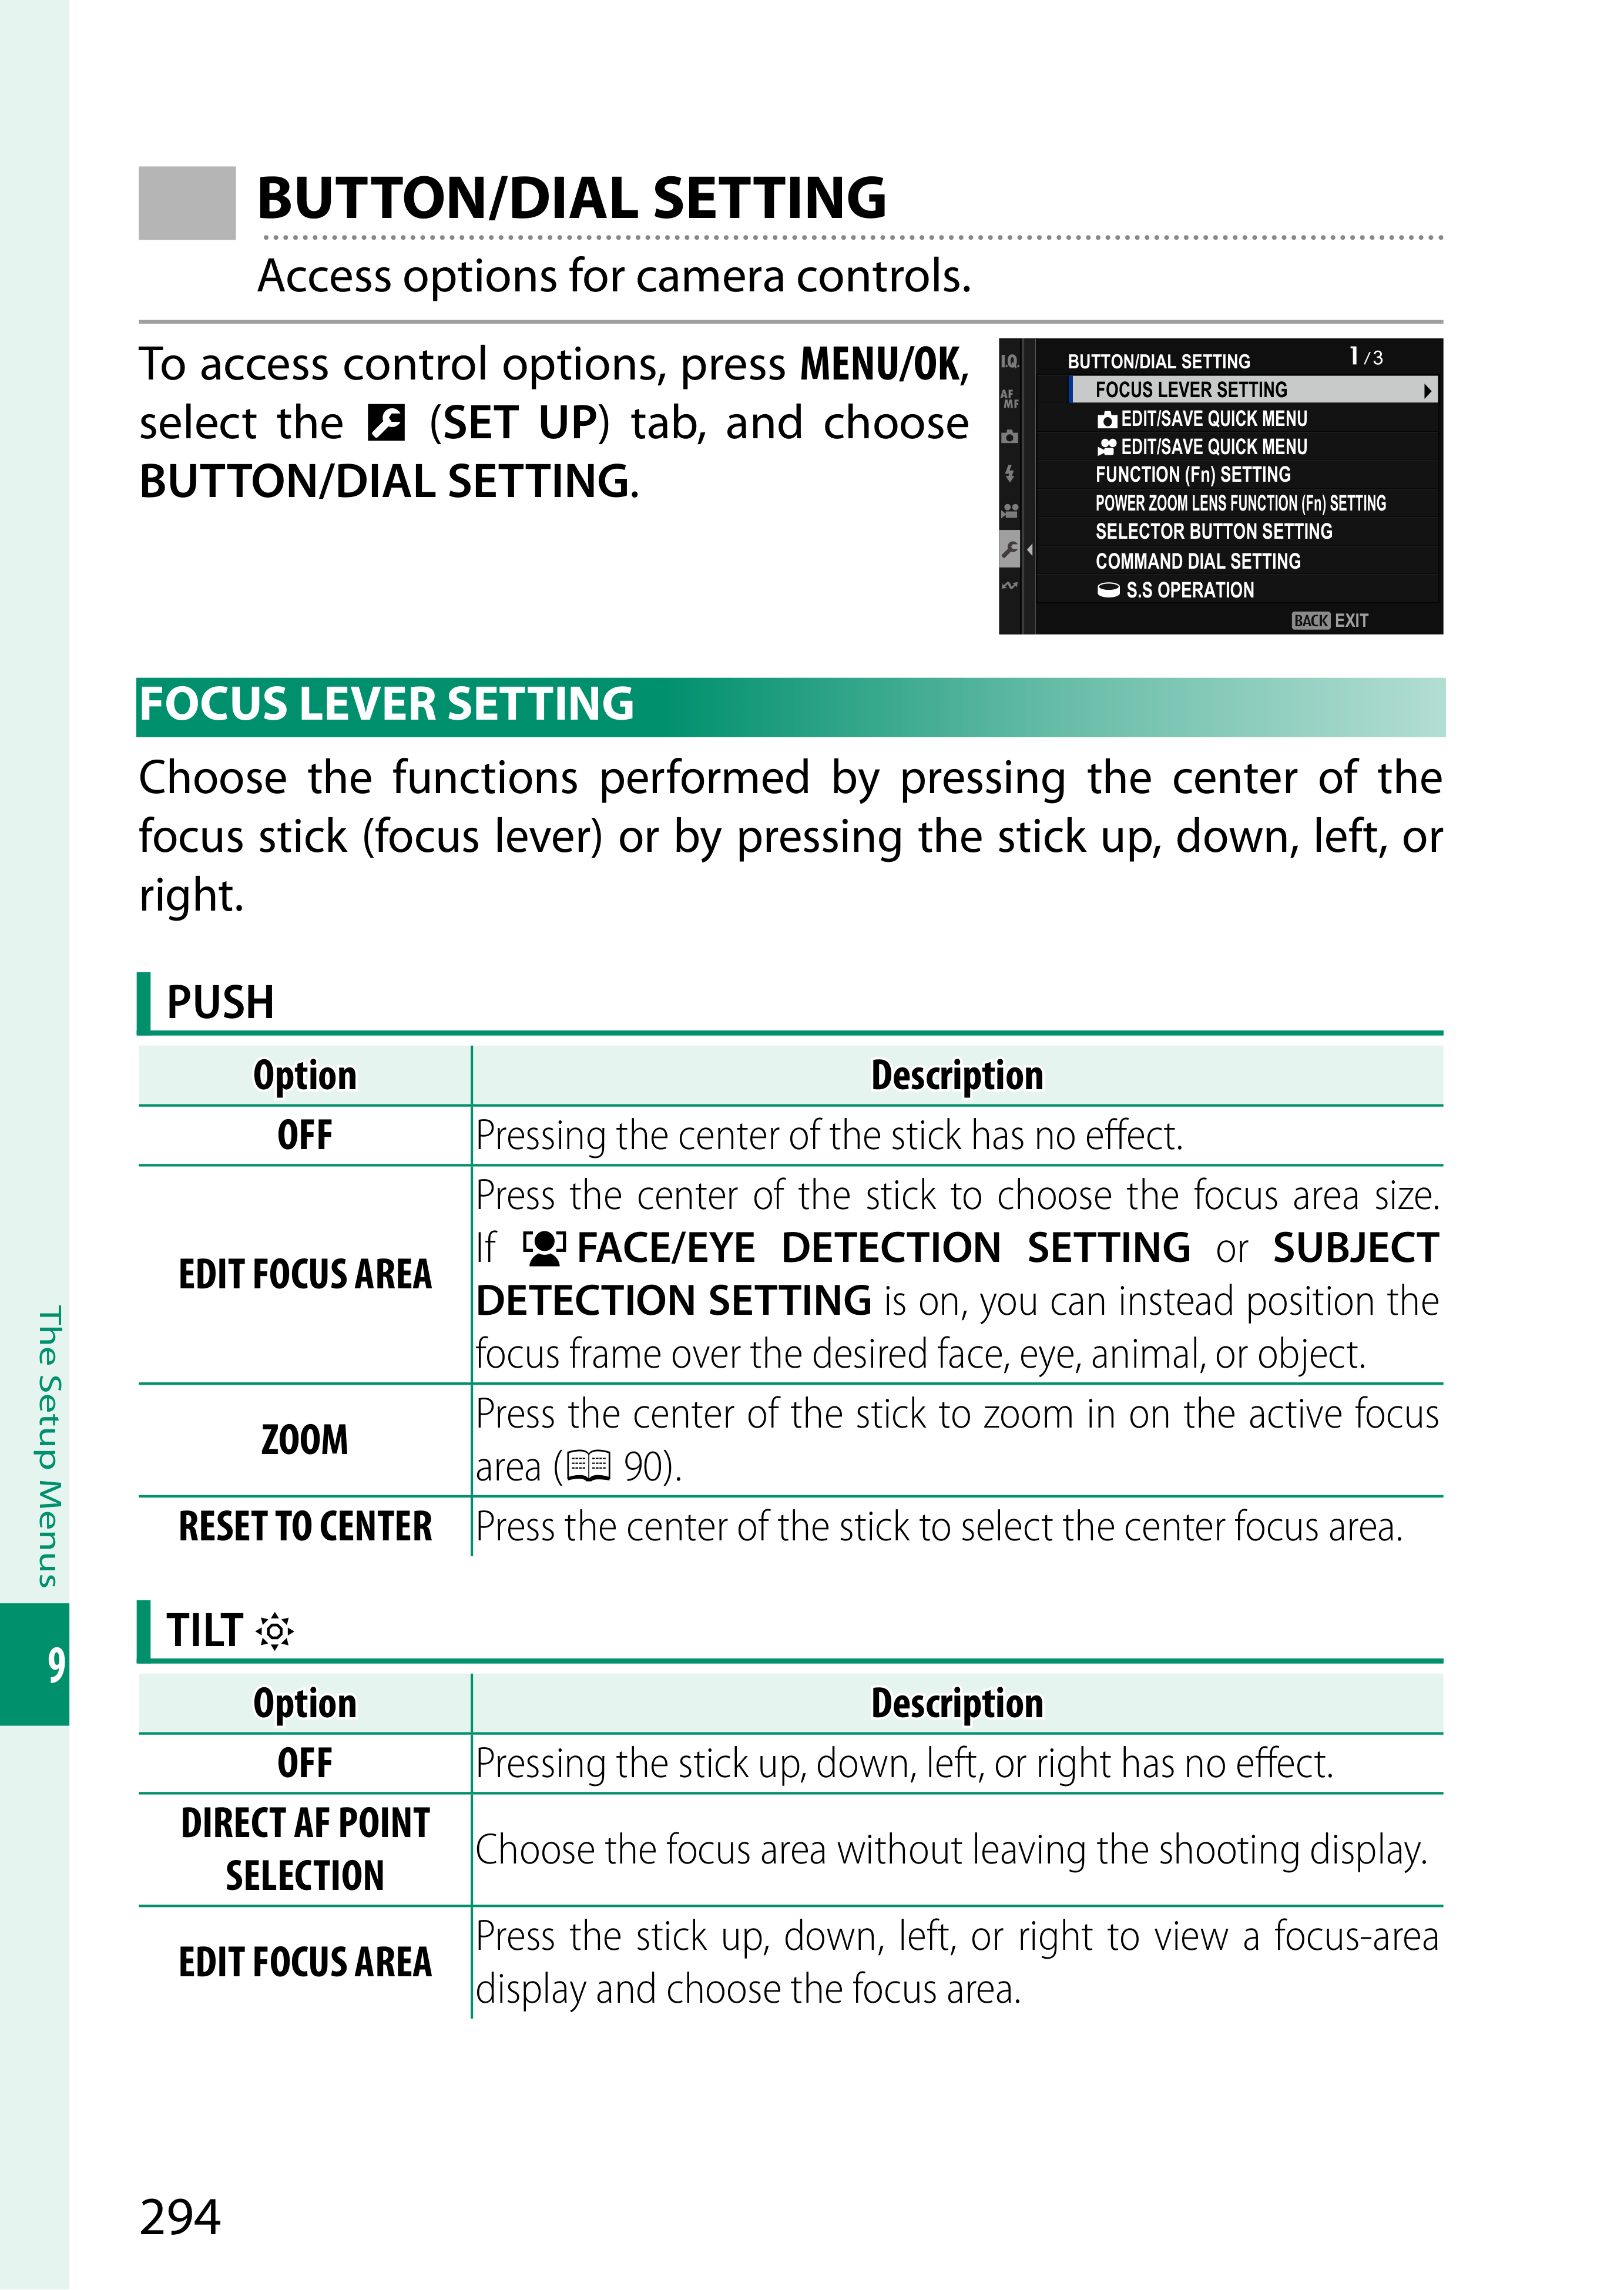 BUTTON/DIAL SETTING
Access options for camera controls.
To access control options, press MENU/OK,
select the (SET UP) tab, and choose
BUTTON/DIAL SETTING.
I.Q.
AF
MF
BUTTON/DIAL SETTING 1/3
FOCUS LEVER SETTING
EDIT/SAVE QUICK MENU
EDIT/SAVE QUICK MENU
FUNCTION (Fn) SETTING
POWER ZOOM LENS FUNCTION (Fn) SETTING
SELECTOR BUTTON SETTING
COMMAND DIAL SETTING
S.S OPERATION
BACK EXIT
FOCUS LEVER SETTING
Choose the functions performed by pressing the center of the
focus stick (focus lever) or by pressing the stick up, down, left, or
right.
PUSH
Option Description
OFF Pressing the center of the stick has no effect.
EDIT FOCUS AREA
Press the center of the stick to choose the focus area size.
If FACE/EYE DETECTION SETTING or SUBJECT
DETECTION SETTING is on, you can instead position the
focus frame over the desired face, eye, animal, or object.
ZOOM
Press the center of the stick to zoom in on the active focus
area ( 90).
RESET TO CENTER Press the center of the stick to select the center focus area.
TILT
Option Description
OFF Pressing the stick up, down, left, or right has no effect.
DIRECT AF POINT
SELECTION
Choose the focus area without leaving the shooting display.
EDIT FOCUS AREA
Press the stick up, down, left, or right to view a focus-area
display and choose the focus area.
The Setup Menus
9
294